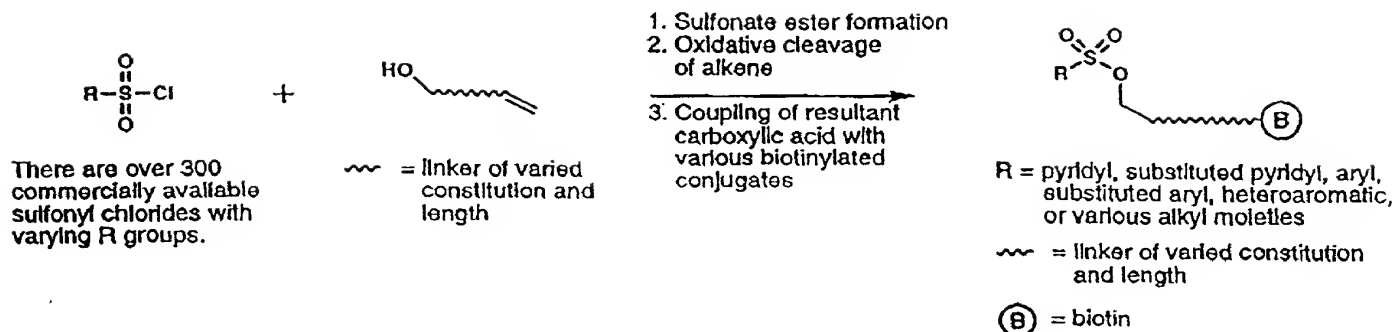 O
R-S-Cl
O
There are over 300
commercially available
sulfonyl chlorides with
varying R groups.
+
HO
= linker of varied
constitution and
length
1. Sulfonate ester formation
2. Oxidative cleavage
of alkene
3. Coupling of resultant
carboxylic acid with
various biotinylated
conjugates
O O
R S O
B
R = pyridyl, substituted pyridyl, aryl,
substituted aryl, heteroaromatic,
or various alkyl moieties
= linker of varied constitution
and length
B = biotin